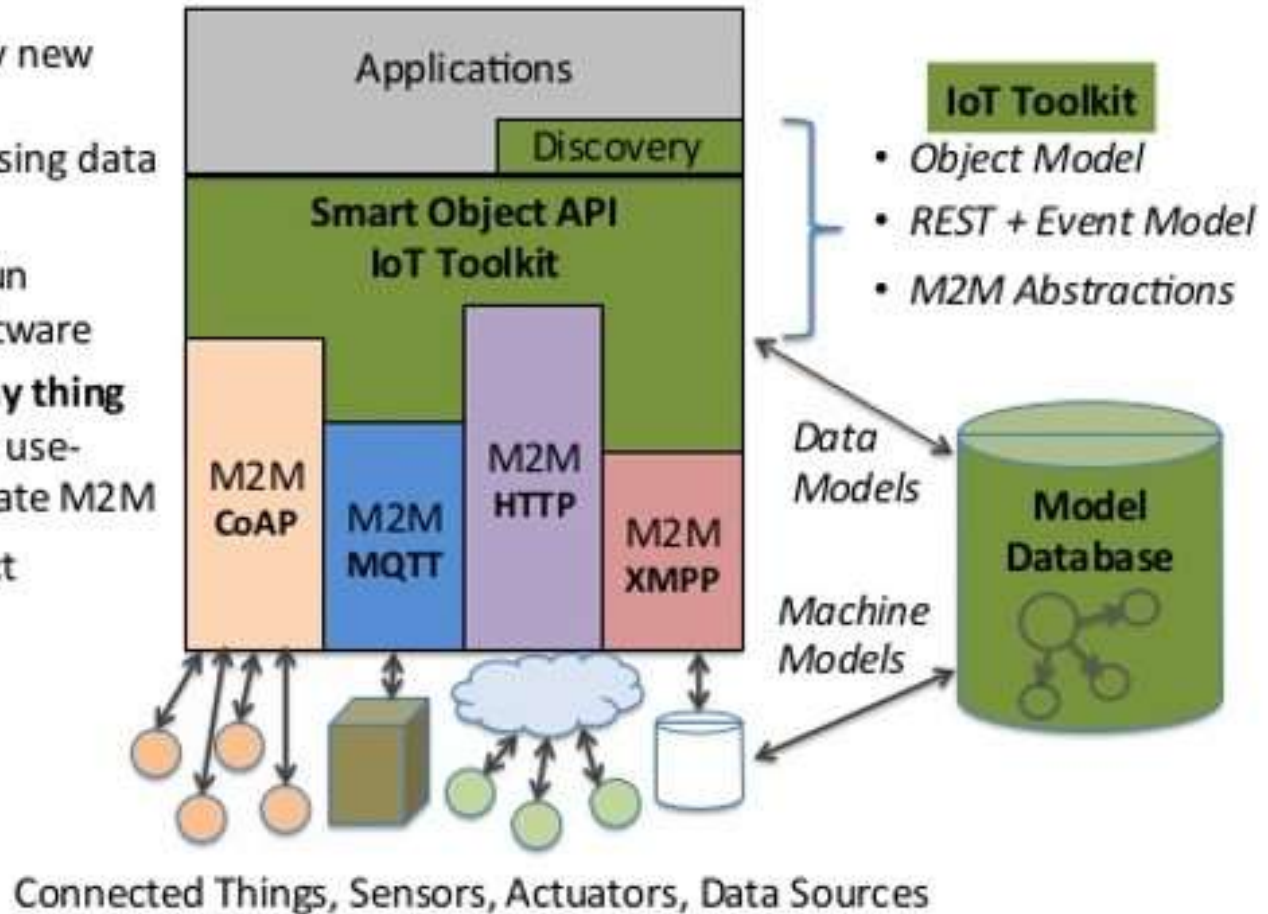 new
sing data
un
tware
y thing
use-
ate M2M
ct
Applications
Discovery
Smart Object API
IoT Toolkit
M2M
CoAP
M2M
MQTT
M2M
HTTP
M2M
XMPP
IoT Toolkit
• Object Model
• REST + Event Model
• M2M Abstractions
Data
Models
Model
Database
Machine
Models
Connected Things, Sensors, Actuators, Data Sources